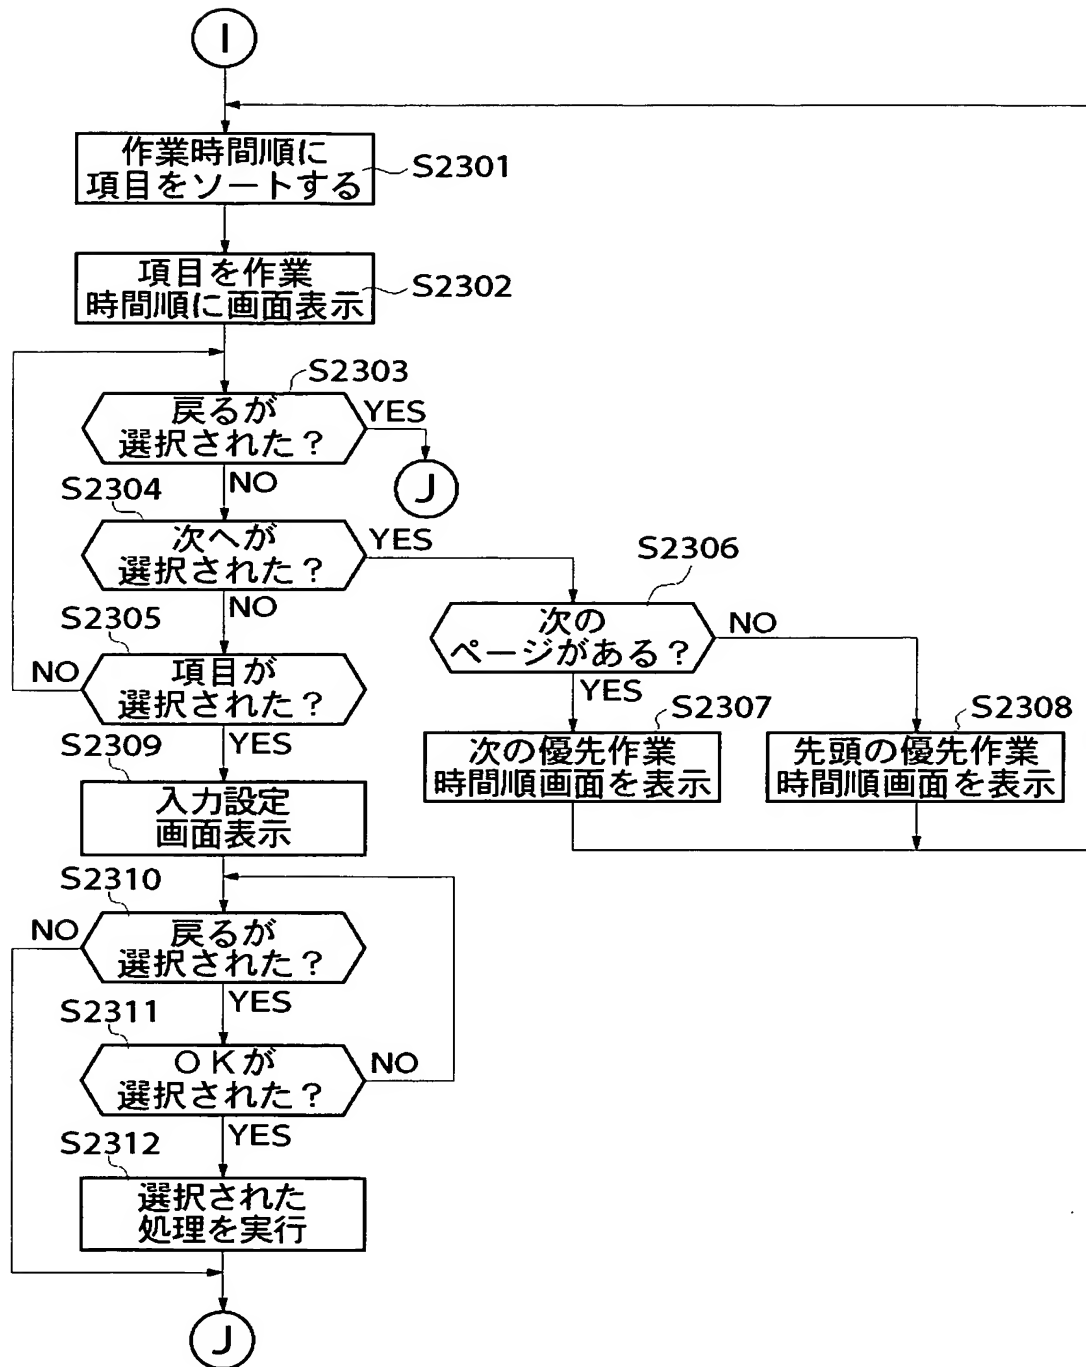 I
作業時間順に
項目をソートする
S2301
項目を作業
時間順に画面表示
S2302
S2303
戻るが
選択された?
YES
J
NO
S2304
次へが
選択された?
YES
NO
S2306
次の
ページがある?
NO
YES
S2305
項目が
選択された?
NO
YES
S2307
次の優先作業
時間順画面を表示
S2308
先頭の優先作業
時間順画面を表示
S2309
入力設定
画面表示
S2310
戻るが
選択された?
NO
YES
S2311
OKが
選択された?
NO
YES
S2312
選択された
処理を実行
J